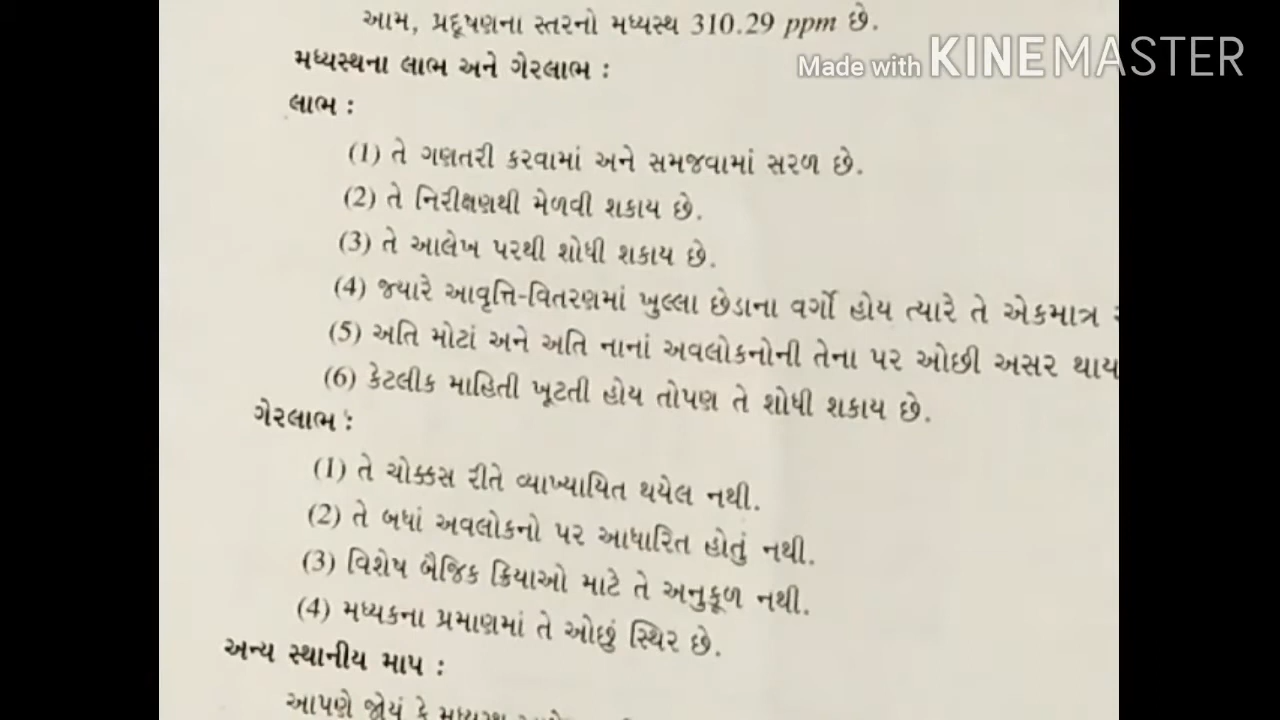 આમ, પ્રદૂષણના સ્તરનો મધ્યસ્થ 310.29 ppm છે.
Made with KINEMASTER
મધ્યસ્થના લાભ અને ગેરલાભ :
લાભ :
(1) તે ગણતરી કરવામાં અને સમજવામાં સરળ છે.
(2) તે નિરીક્ષણથી મેળવી શકાય છે.
(3) તે આલેખ પરથી શોધી શકાય છે.
(4) જ્યારે આવૃત્તિ-વિતરણમાં ખુલ્લા છેડાના વર્ગો હોય ત્યારે તે એકમાત્ર
(5) અતિ મોટાં અને અતિ નાનાં અવલોકનોની તેના પર ઓછી અસર થાય
(6) કેટલીક માહિતી ખૂટતી હોય તોપણ તે શોધી શકાય છે.
ગેરલાભ :
(1) તે ચોક્કસ રીતે વ્યાખ્યાયિત થયેલ નથી.
(2) તે બધાં અવલોકનો પર આધારિત હોતું નથી.
(3) વિશેષ બૈજિક ક્રિયાઓ માટે તે અનુકૂળ નથી.
(4) મધ્યકના પ્રમાણમાં તે ઓછું સ્થિર છે.
અન્ય સ્થાનીય માપ :
આપણે જોયું કે મધ્યસ્થ